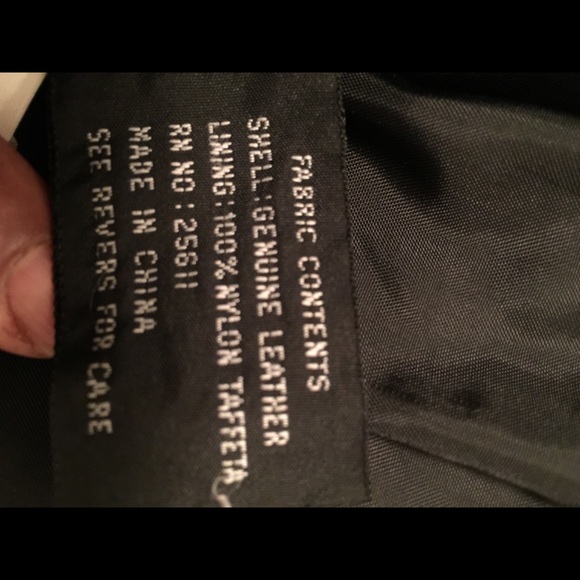 FABRIC CONTENTS
SHELL:GENUINE LEATHER
LINING:100% NYLON TAFFETA
RN NO:25611
MADE IN CHINA
SEE REVERS FOR CARE